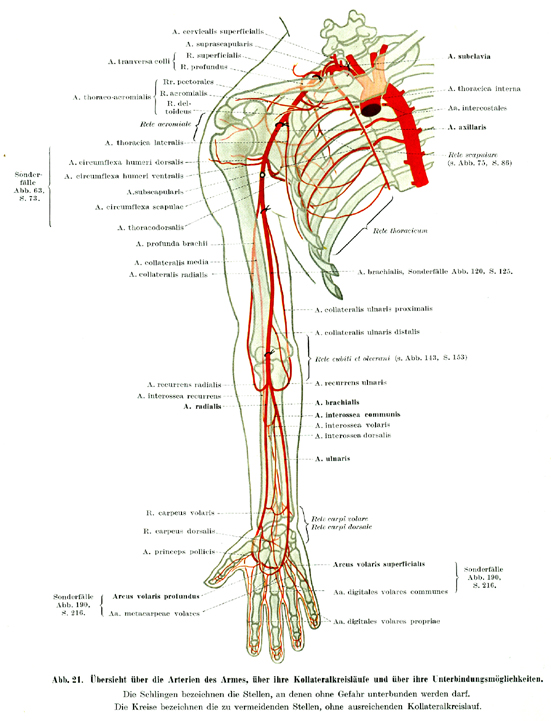 A. cervicalis superficialis
A. suprascapularis
R. superficialis
A. tranversa colli
R. profundus
Rr. pectorales
A. thoraco-acromialis
R. acromialis
R. del-
toideus
Rete acromiale
A. thoracica lateralis
A. circumflexa humeri dorsalis
A. circumflexa humeri ventralis
Sonder-
fälle
Abb. 63,
S. 73.
A. subscapularis
A. circumflexa scapulae
A. thoracodorsalis
A. profunda brachii
A. collateralis media
A. collateralis radialis
A. recurrens radialis
A. interossea recurrens
A. radialis
R. carpeus volaris
R. carpeus dorsalis
A. princeps pollicis
Sonderfälle
Abb. 190,
S. 216.
Arcus volaris profundus
Aa. metacarpeae volares
A. subclavia
A. thoracica interna
Aa. intercostales
A. axillaris
Rete scapulare
(s. Abb. 75, S. 86)
Rete thoracicum
A. brachialis, Sonderfälle Abb. 120, S. 125.
A. collateralis ulnaris proximalis
A. collateralis ulnaris distalis
Rete cubiti et olecrani (s. Abb. 113, S. 153)
A. recurrens ulnaris
A. brachialis
A. interossea communis
A. interossea volaris
A. interossea dorsalis
A. ulnaris
Rete carpi volare
Rete carpi dorsale
Arcus volaris superficialis
Aa. digitales volares communes
Sonderfälle
Abb. 190,
S. 216.
Aa. digitales volares propriae
Abb. 21. Übersicht über die Arterien des Armes, über ihre Kollateralkreisläufe und über ihre Unterbindungsmöglichkeiten.
Die Schlingen bezeichnen die Stellen, an denen ohne Gefahr unterbunden werden darf.
Die Kreise bezeichnen die zu vermeidenden Stellen, ohne ausreichenden Kollateralkreislauf.